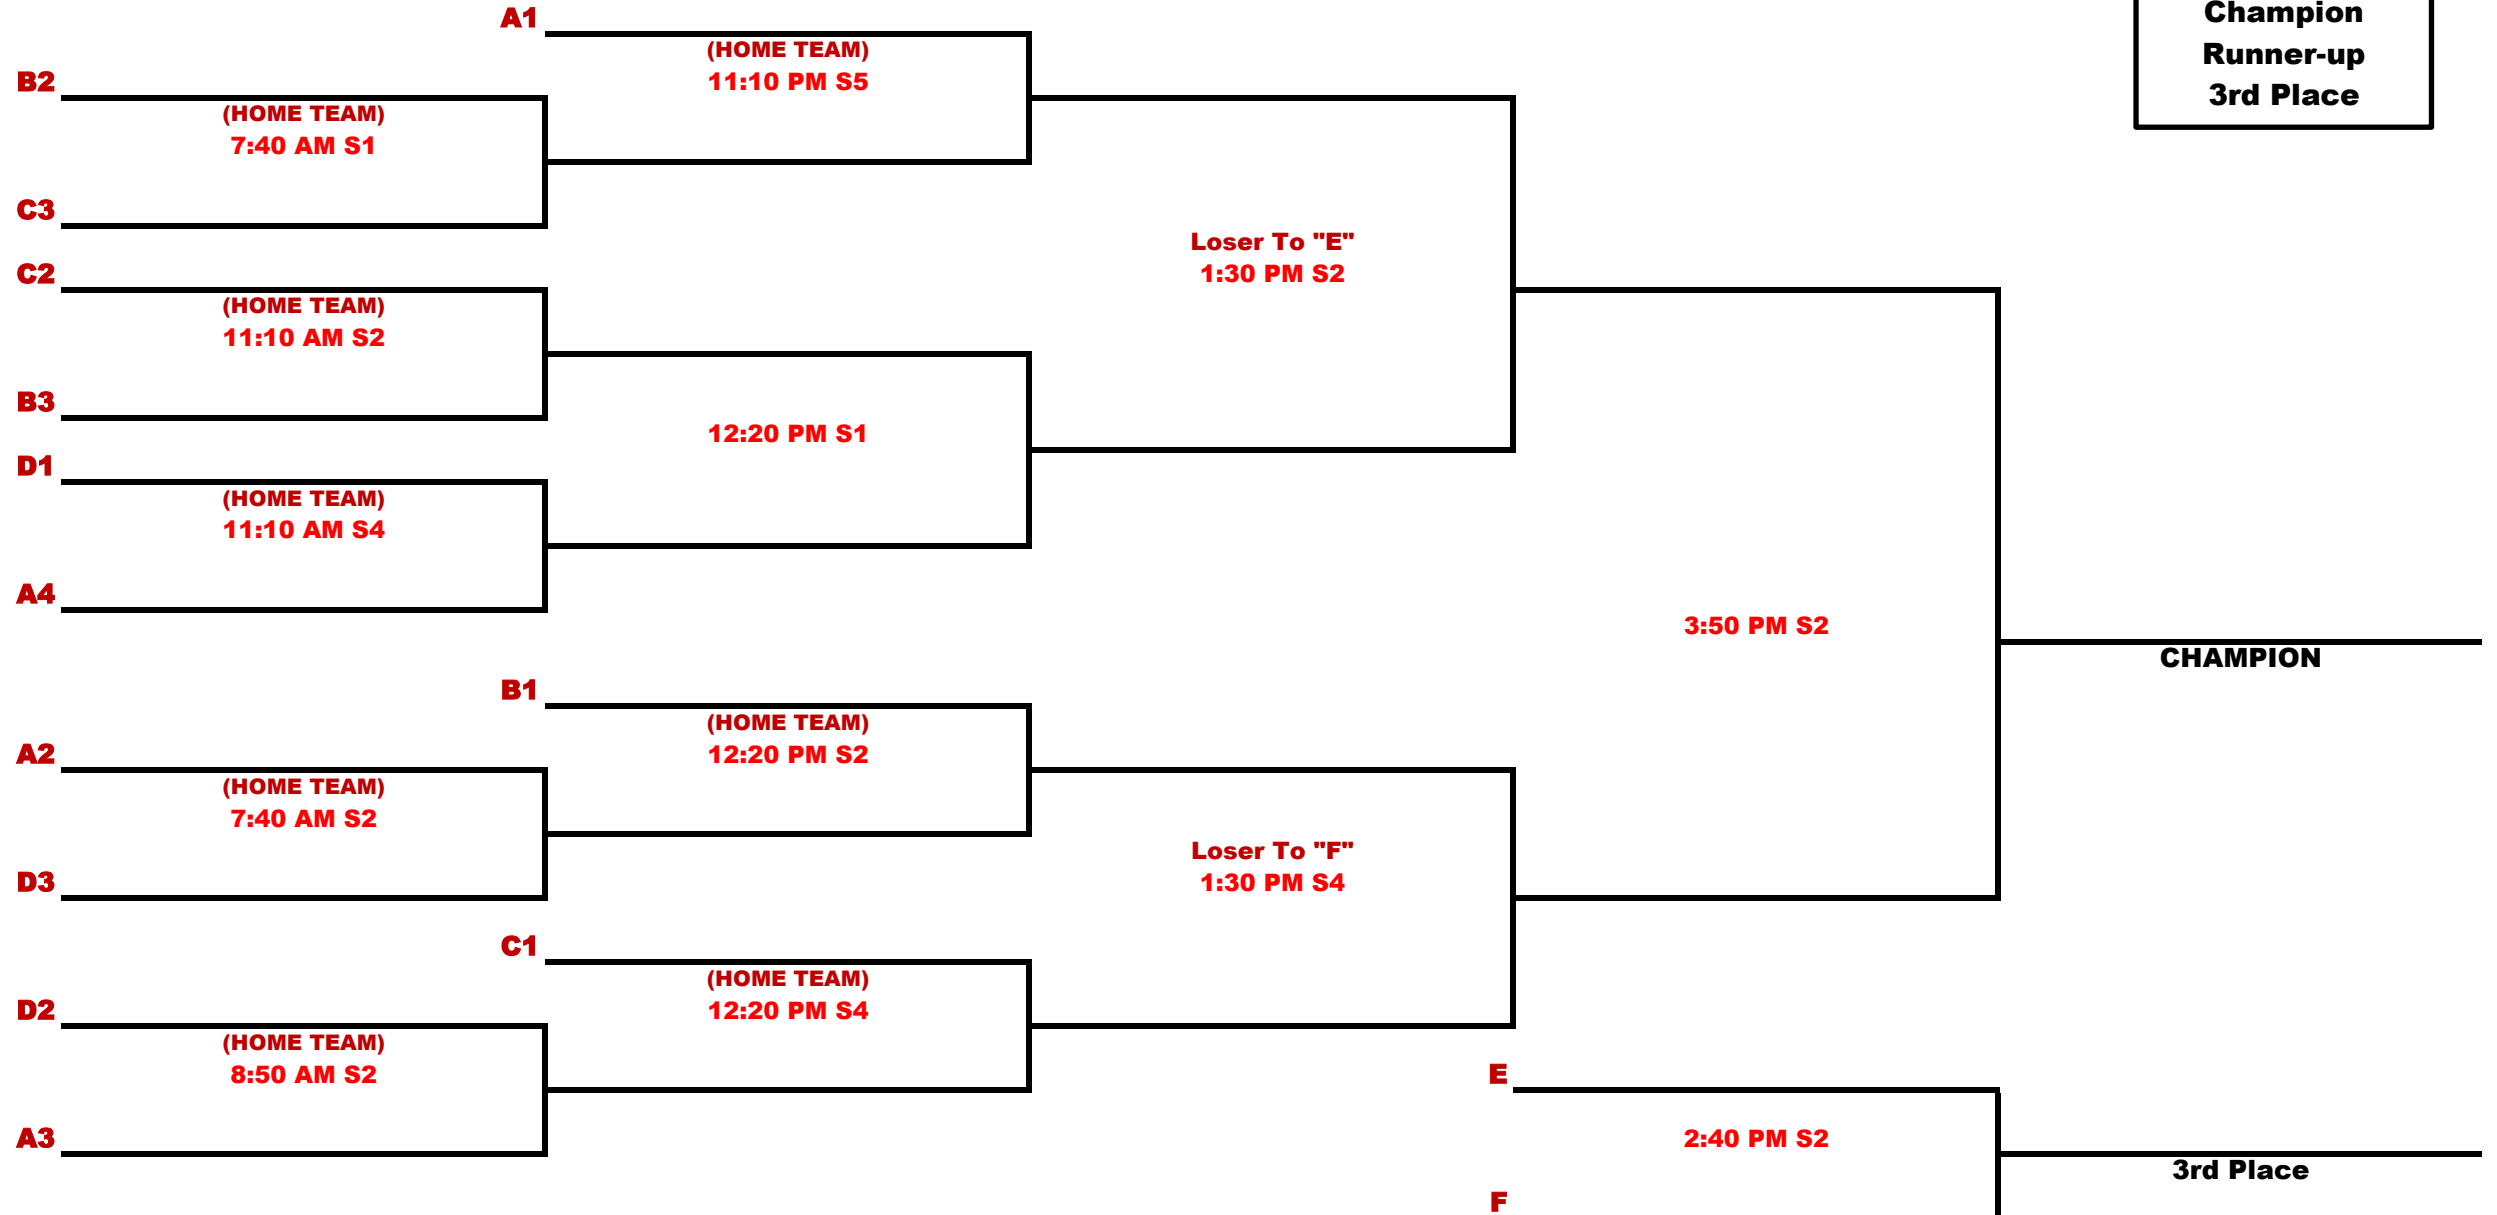 A1
(HOME TEAM)
11:10 PM S5
Champion
Runner-up
3rd Place
B2
(HOME TEAM)
7:40 AM S1
C3
Loser To "E"
1:30 PM S2
C2
(HOME TEAM)
11:10 AM S2
B3
12:20 PM S1
D1
(HOME TEAM)
11:10 AM S4
A4
3:50 PM S2
CHAMPION
B1
(HOME TEAM)
12:20 PM S2
A2
(HOME TEAM)
7:40 AM S2
D3
Loser To "F"
1:30 PM S4
C1
(HOME TEAM)
12:20 PM S4
D2
(HOME TEAM)
8:50 AM S2
A3
E
2:40 PM S2
3rd Place
F